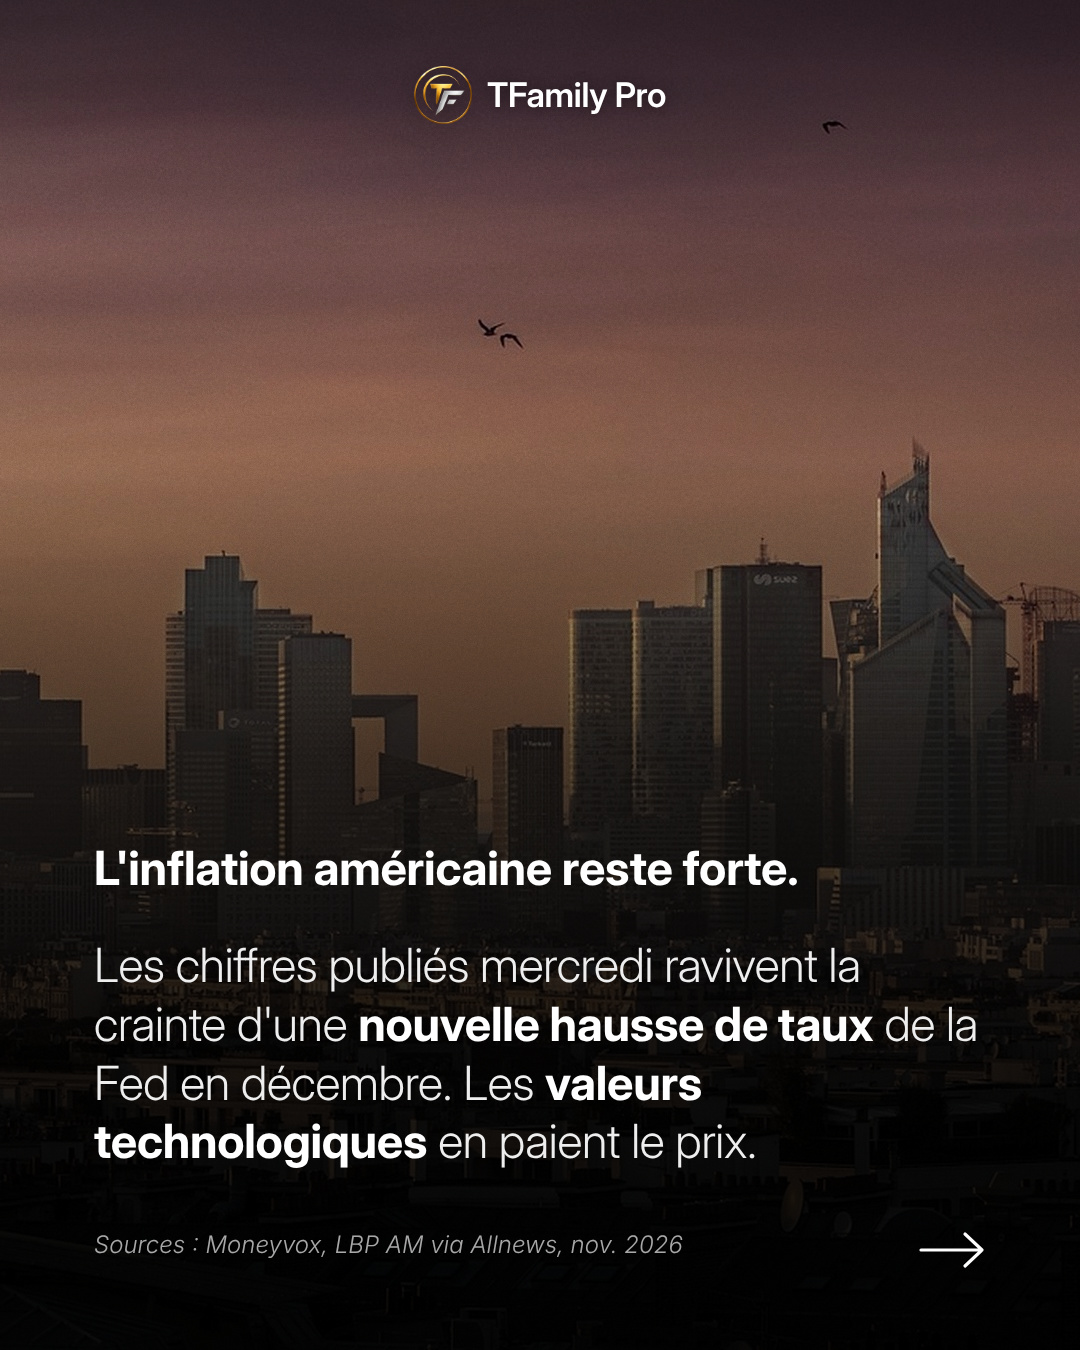 TFamily Pro
suez
L'inflation américaine reste forte.
Les chiffres publiés mercredi ravivent la
crainte d'une nouvelle hausse de taux de la
Fed en décembre. Les valeurs
technologiques en paient le prix.
Sources : Moneyvox, LBP AM via Allnews, nov. 2026